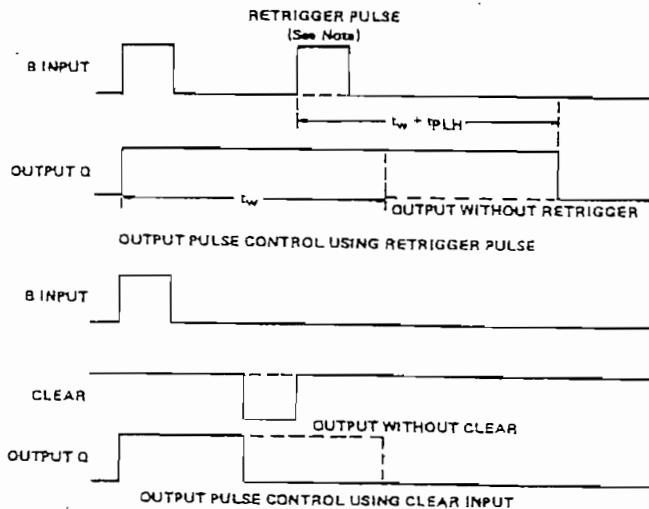 RETRIGGER PULSE
(See Note)
B INPUT
tw + tPLH
OUTPUT Q
tw
OUTPUT WITHOUT RETRIGGER
OUTPUT PULSE CONTROL USING RETRIGGER PULSE
B INPUT
CLEAR
OUTPUT WITHOUT CLEAR
OUTPUT Q
OUTPUT PULSE CONTROL USING CLEAR INPUT